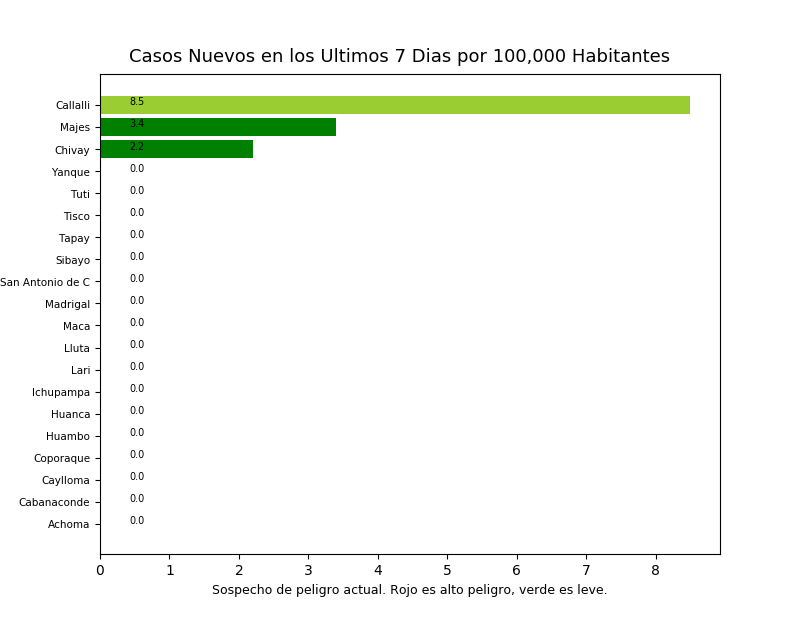 Casos Nuevos en los Ultimos 7 Dias por 100,000 Habitantes
Callalli 8.5
Majes 3.4
Chivay 2.2
Yanque 0.0
Tuti 0.0
Tisco 0.0
Tapay 0.0
Sibayo 0.0
San Antonio de C 0.0
Madrigal 0.0
Maca 0.0
Lluta 0.0
Lari 0.0
Ichupampa 0.0
Huanca 0.0
Huambo 0.0
Coporaque 0.0
Caylloma 0.0
Cabanaconde 0.0
Achoma 0.0
0 1 2 3 4 5 6 7 8
Sospecho de peligro actual. Rojo es alto peligro, verde es leve.